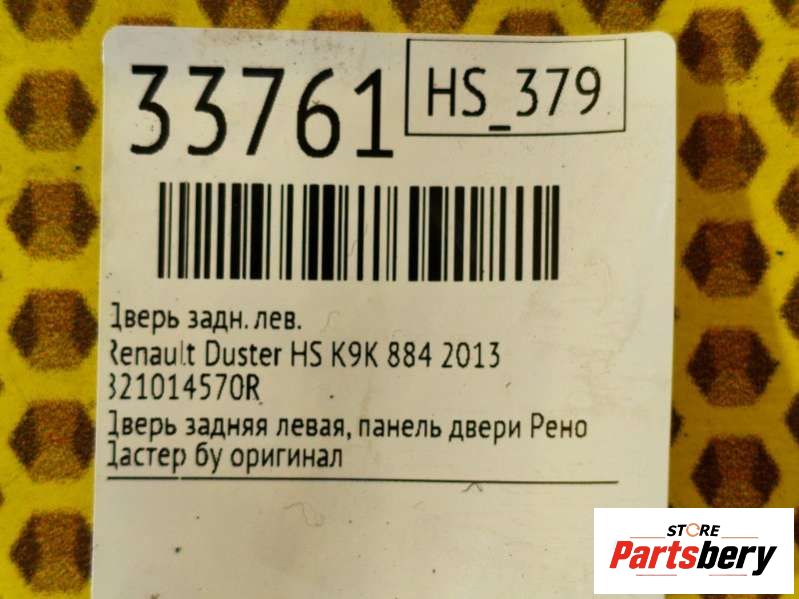 33761
HS_379
Дверь задн. лев.
Renault Duster HS K9K 884 2013
821014570R
Дверь задняя левая, панель двери Рено
Дастер бу оригинал
STORE
Partsbery